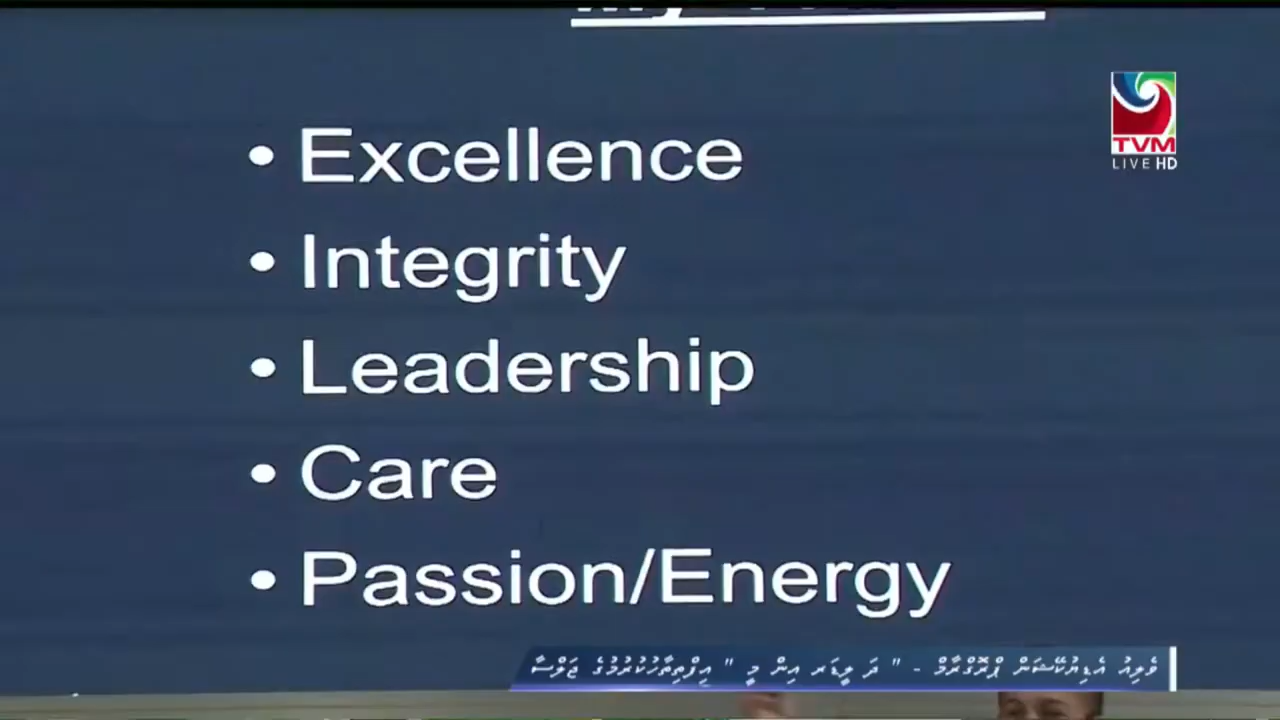 • Excellence
• Integrity
• Leadership
• Care
• Passion/Energy
TVM
LIVE HD
ވެލިއު އެޑިޔުކޭޝަން ޕްރޮގްރާމް - " ދަ ލީޑަރ އިން މީ " އިފްތިތާހުކުރުމުގެ ޖަލްސާ